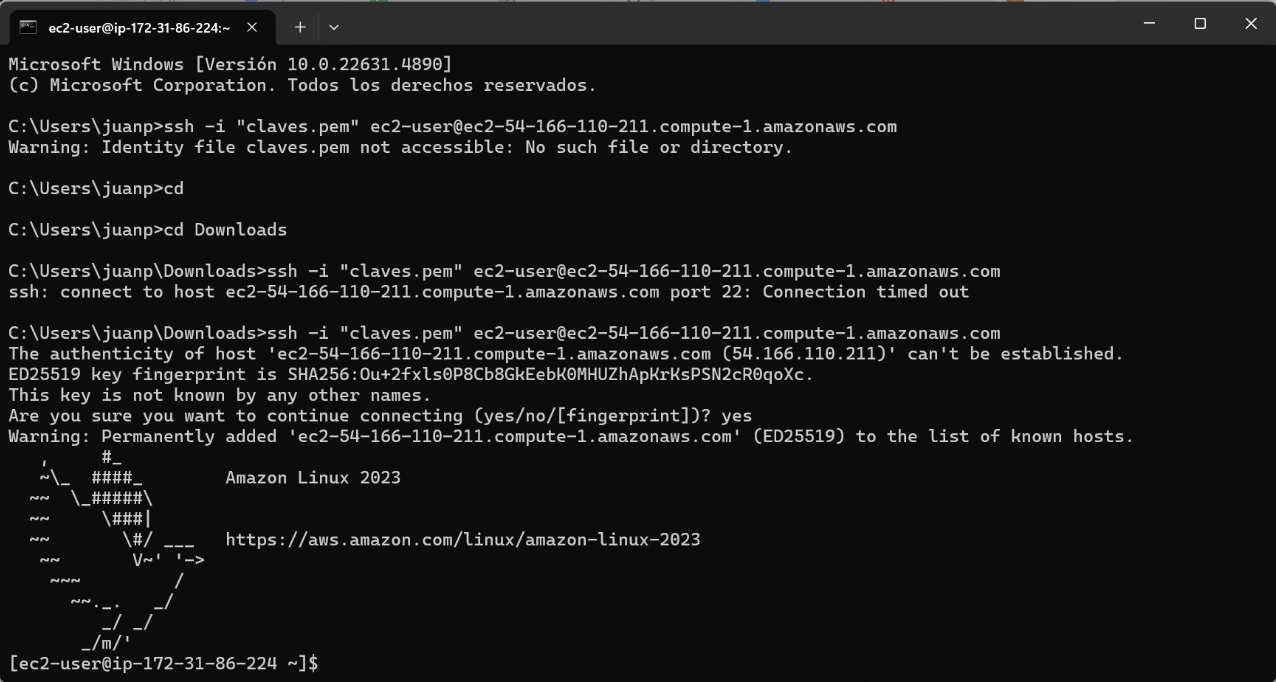 ec2-user@ip-172-31-86-224:~
Microsoft Windows [Versión 10.0.22631.4890]
(c) Microsoft Corporation. Todos los derechos reservados.
C:\Users\juanp>ssh -i "claves.pem" ec2-user@ec2-54-166-110-211.compute-1.amazonaws.com
Warning: Identity file claves.pem not accessible: No such file or directory.
C:\Users\juanp>cd
C:\Users\juanp>cd Downloads
C:\Users\juanp\Downloads>ssh -i "claves.pem" ec2-user@ec2-54-166-110-211.compute-1.amazonaws.com
ssh: connect to host ec2-54-166-110-211.compute-1.amazonaws.com port 22: Connection timed out
C:\Users\juanp\Downloads>ssh -i "claves.pem" ec2-user@ec2-54-166-110-211.compute-1.amazonaws.com
The authenticity of host 'ec2-54-166-110-211.compute-1.amazonaws.com (54.166.110.211)' can't be established.
ED25519 key fingerprint is SHA256:Ou+2fxls0P8Cb8GkEebK0MHUZhApKrKsPSN2cR0qoXc.
This key is not known by any other names.
Are you sure you want to continue connecting (yes/no/[fingerprint])? yes
Warning: Permanently added 'ec2-54-166-110-211.compute-1.amazonaws.com' (ED25519) to the list of known hosts.
   ,     #_
   ~\_  ####_        Amazon Linux 2023
  ~~  \_#####\
  ~~     \###|
  ~~       \#/ ___   https://aws.amazon.com/linux/amazon-linux-2023
   ~~       V~' '->
    ~~~         /
      ~~._.   _/
         _/ _/
       _/m/'
[ec2-user@ip-172-31-86-224 ~]$